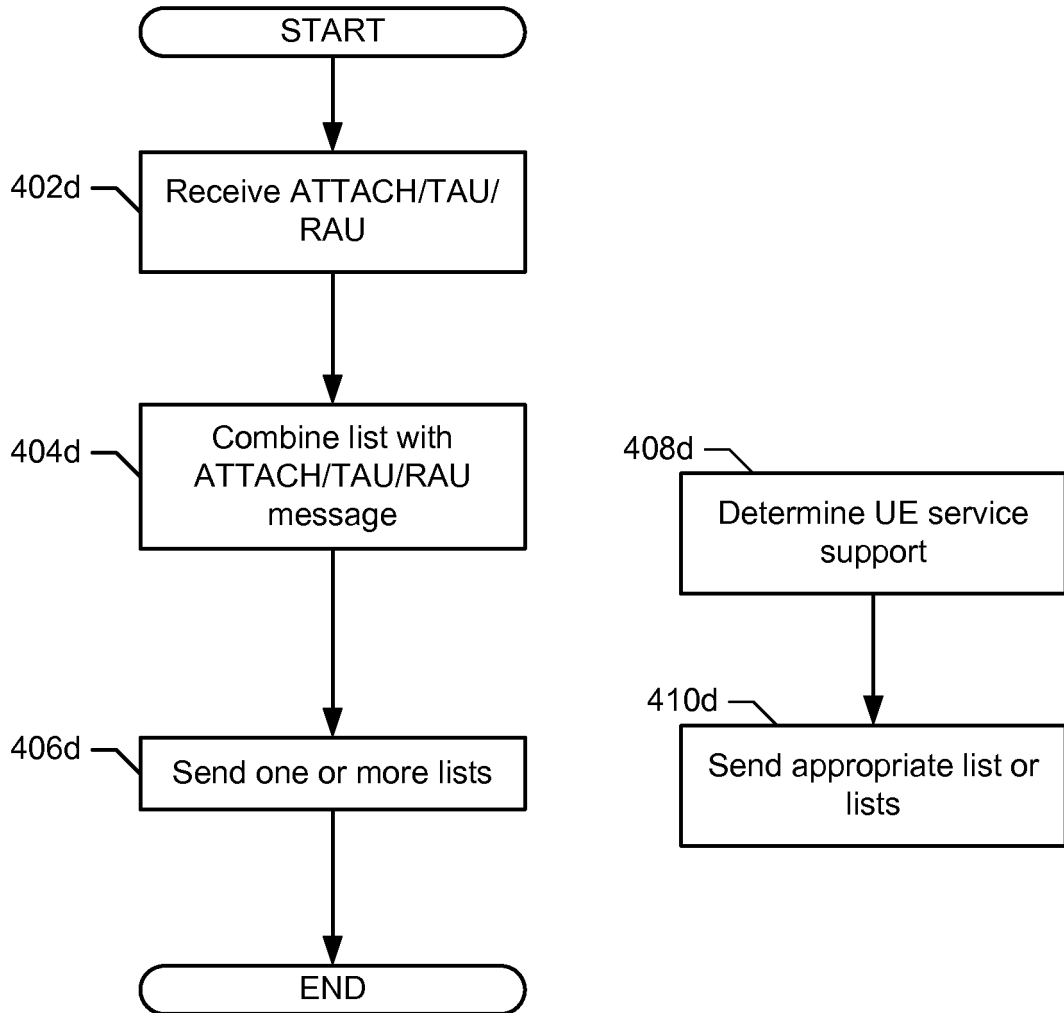 START
402d
Receive ATTACH/TAU/
RAU
404d
Combine list with
ATTACH/TAU/RAU
message
406d
Send one or more lists
END
408d
Determine UE service
support
410d
Send appropriate list or
lists